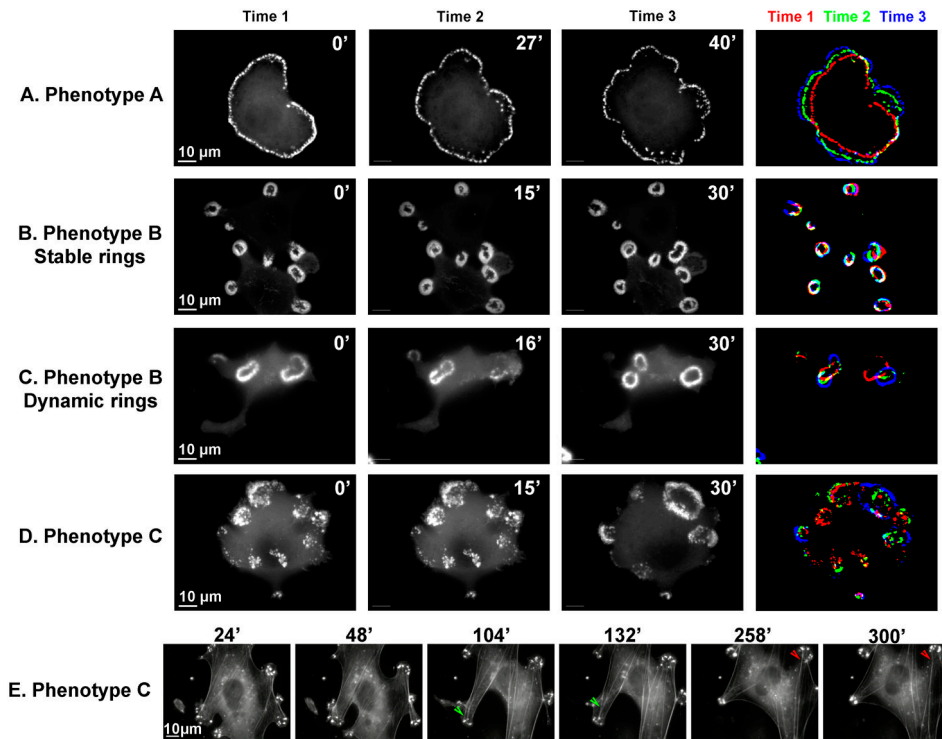 Time 1 Time 2 Time 3 Time 1 Time 2 Time 3
A. Phenotype A
0’ 27’ 40’
10 µm
B. Phenotype B
Stable rings
0’ 15’ 30’
10 µm
C. Phenotype B
Dynamic rings
0’ 16’ 30’
10 µm
D. Phenotype C
0’ 15’ 30’
10 µm
24’ 48’ 104’ 132’ 258’ 300’
E. Phenotype C
10µm